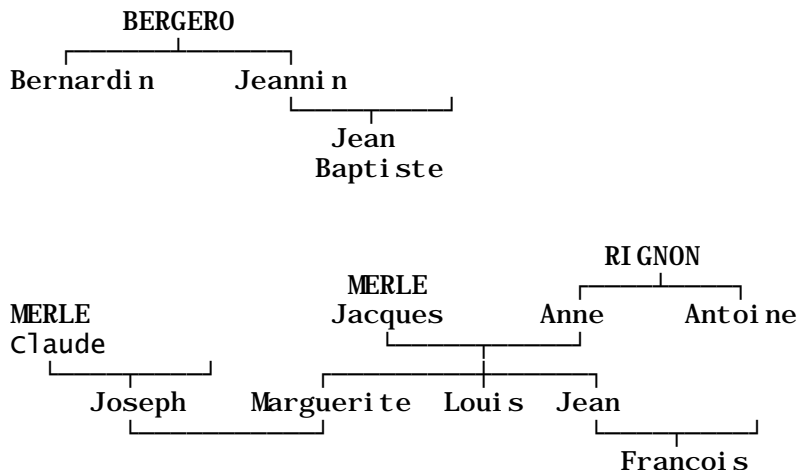 BERGERO
Bernardin Jeannin
Jean
Baptiste
RIGNON
MERLE
MERLE Jacques Anne Antoine
Claude
Joseph Marguerite Louis Jean
Francois